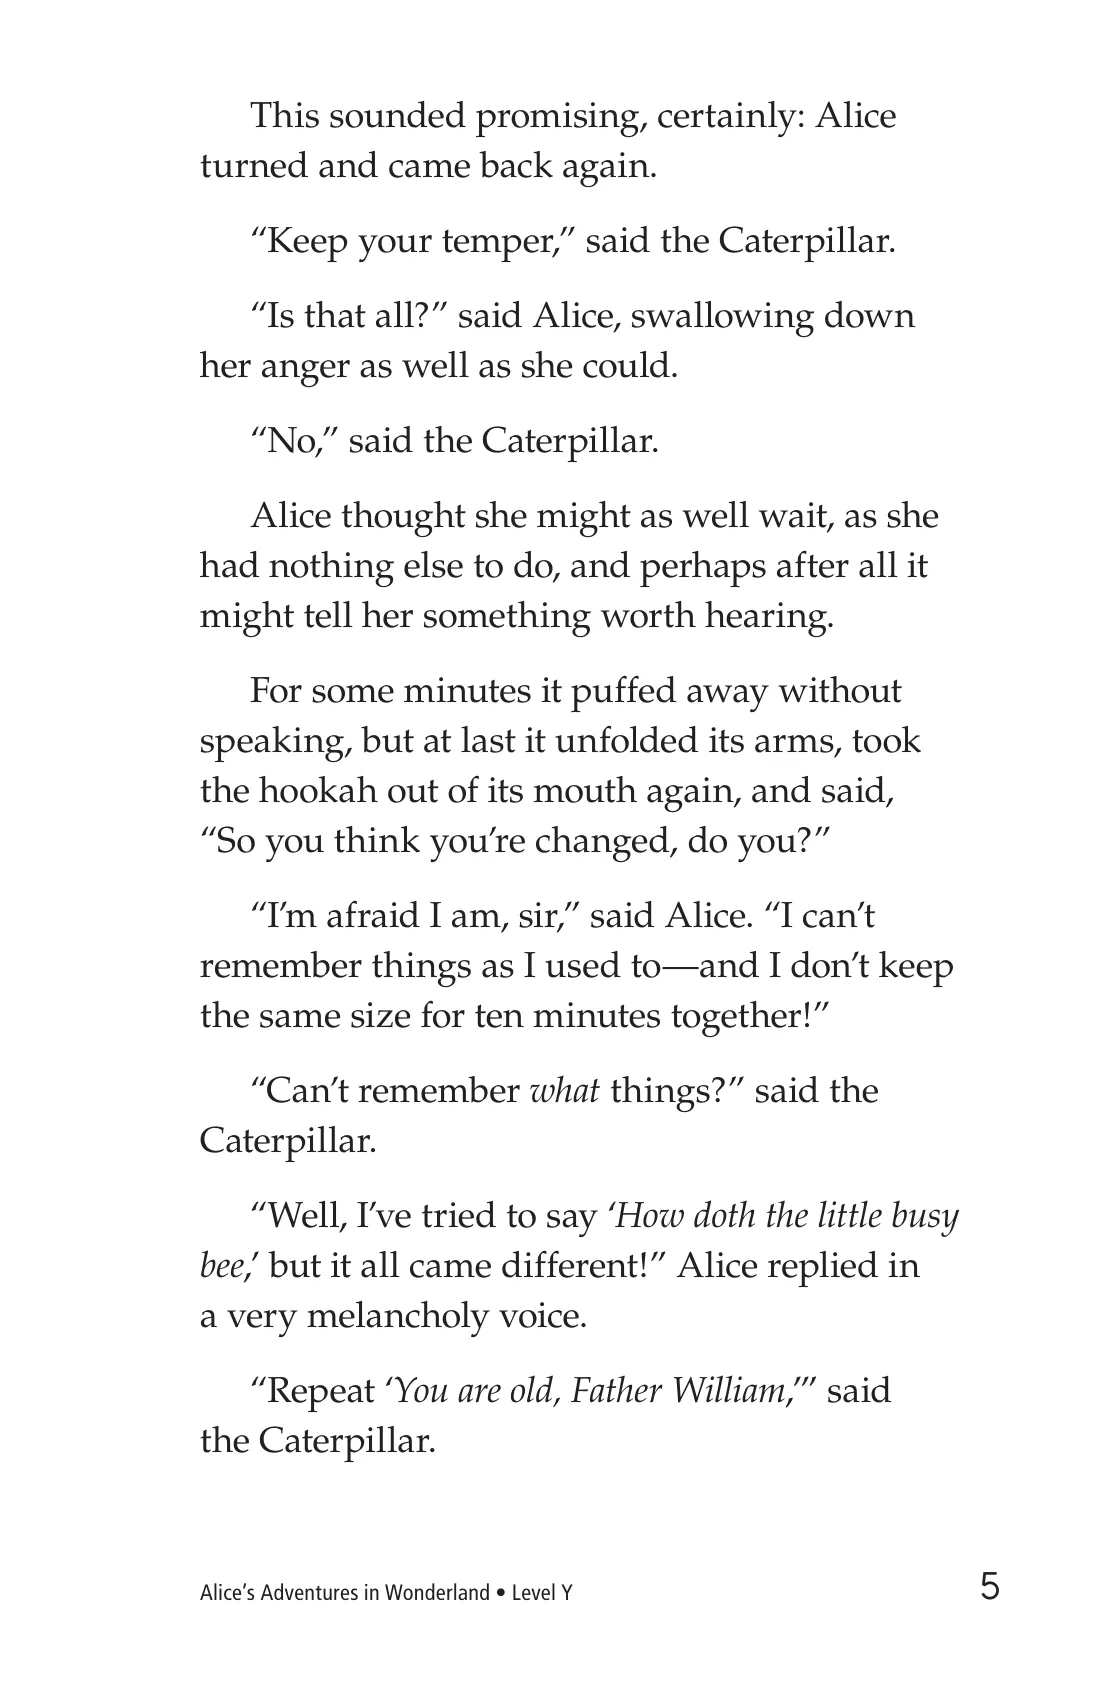 This sounded promising, certainly: Alice
turned and came back again.
“Keep your temper,” said the Caterpillar.
“Is that all?” said Alice, swallowing down
her anger as well as she could.
“No,” said the Caterpillar.
Alice thought she might as well wait, as she
had nothing else to do, and perhaps after all it
might tell her something worth hearing.
For some minutes it puffed away without
speaking, but at last it unfolded its arms, took
the hookah out of its mouth again, and said,
“So you think you’re changed, do you?”
“I’m afraid I am, sir,” said Alice. “I can’t
remember things as I used to—and I don’t keep
the same size for ten minutes together!”
“Can’t remember what things?” said the
Caterpillar.
“Well, I’ve tried to say ‘How doth the little busy
bee,’ but it all came different!” Alice replied in
a very melancholy voice.
“Repeat ‘You are old, Father William,’” said
the Caterpillar.
Alice’s Adventures in Wonderland • Level Y
5